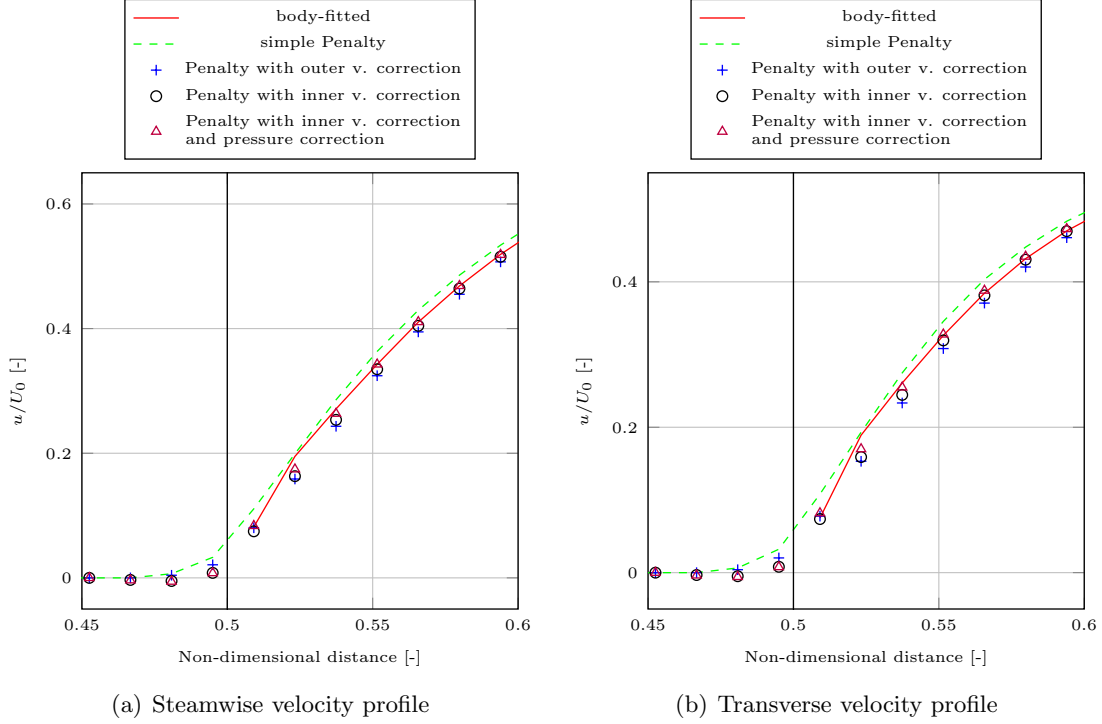 body-fitted
simple Penalty
Penalty with outer v. correction
Penalty with inner v. correction
Penalty with inner v. correction
and pressure correction
0.6
0.4
0.2
0
u/U0 [-]
0.45
0.5
0.55
0.6
Non-dimensional distance [-]
(a) Steamwise velocity profile
body-fitted
simple Penalty
Penalty with outer v. correction
Penalty with inner v. correction
Penalty with inner v. correction
and pressure correction
0.4
0.2
0
u/U0 [-]
0.45
0.5
0.55
0.6
Non-dimensional distance [-]
(b) Transverse velocity profile